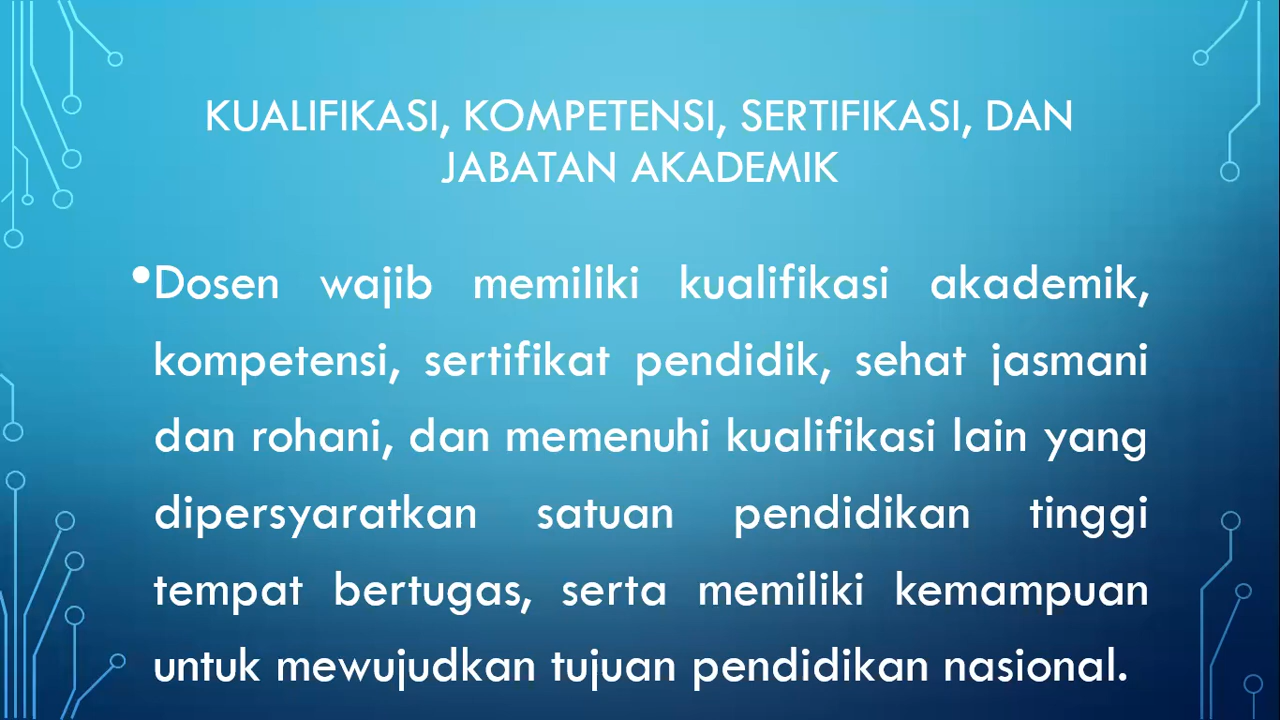 KUALIFIKASI, KOMPETENSI, SERTIFIKASI, DAN
JABATAN AKADEMIK
•Dosen wajib memiliki kualifikasi akademik,
kompetensi, sertifikat pendidik, sehat jasmani
dan rohani, dan memenuhi kualifikasi lain yang
dipersyaratkan satuan pendidikan tinggi
tempat bertugas, serta memiliki kemampuan
untuk mewujudkan tujuan pendidikan nasional.